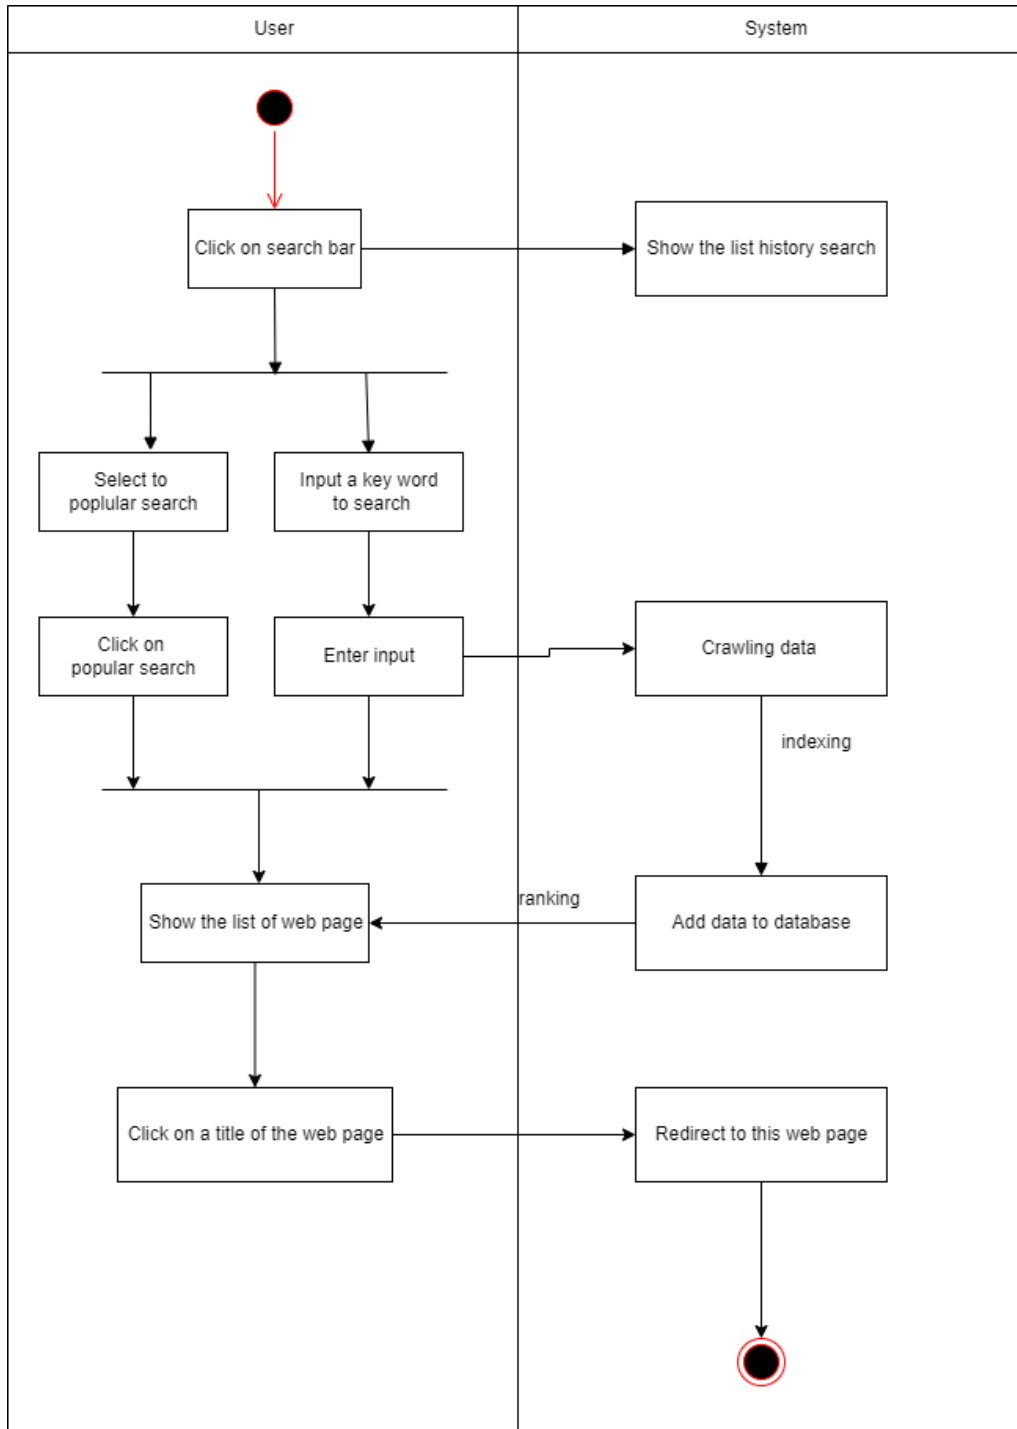 User
System
Click on search bar
Show the list history search
Select to
poplular search
Input a key word
to search
Click on
popular search
Enter input
Crawling data
indexing
Show the list of web page
ranking
Add data to database
Click on a title of the web page
Redirect to this web page